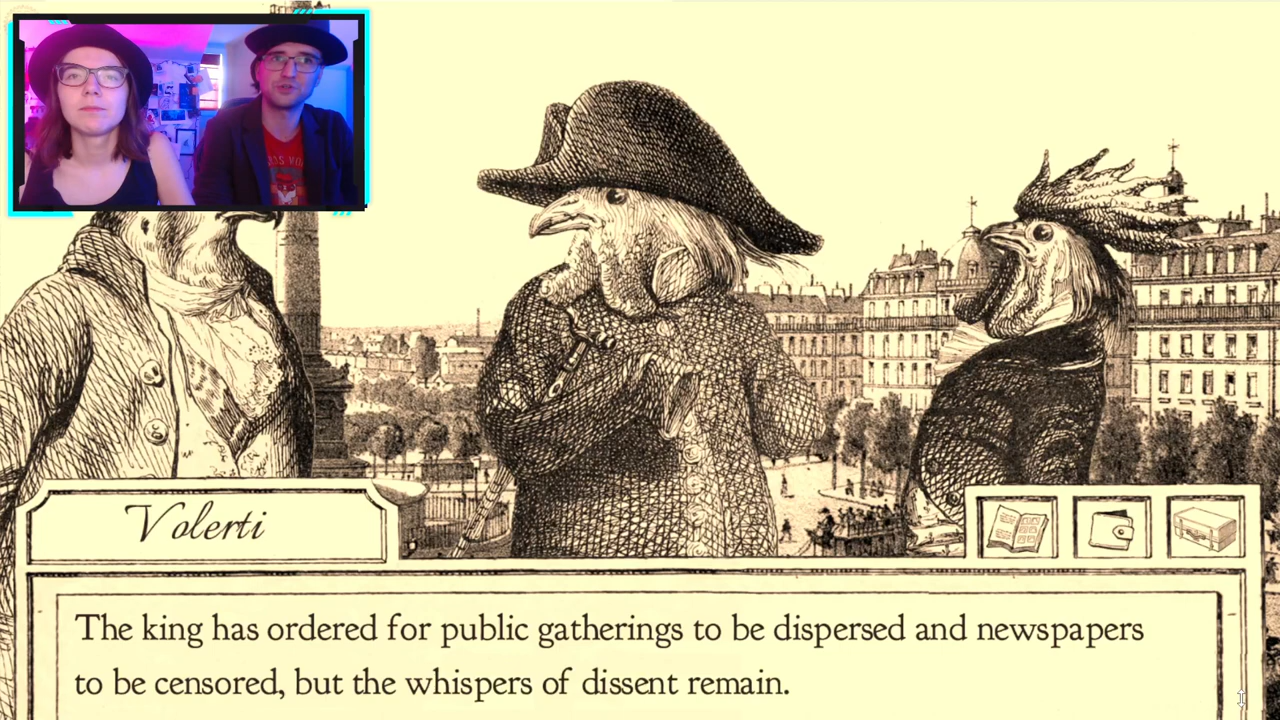 Volerti
The king has ordered for public gatherings to be dispersed and newspapers
to be censored, but the whispers of dissent remain.